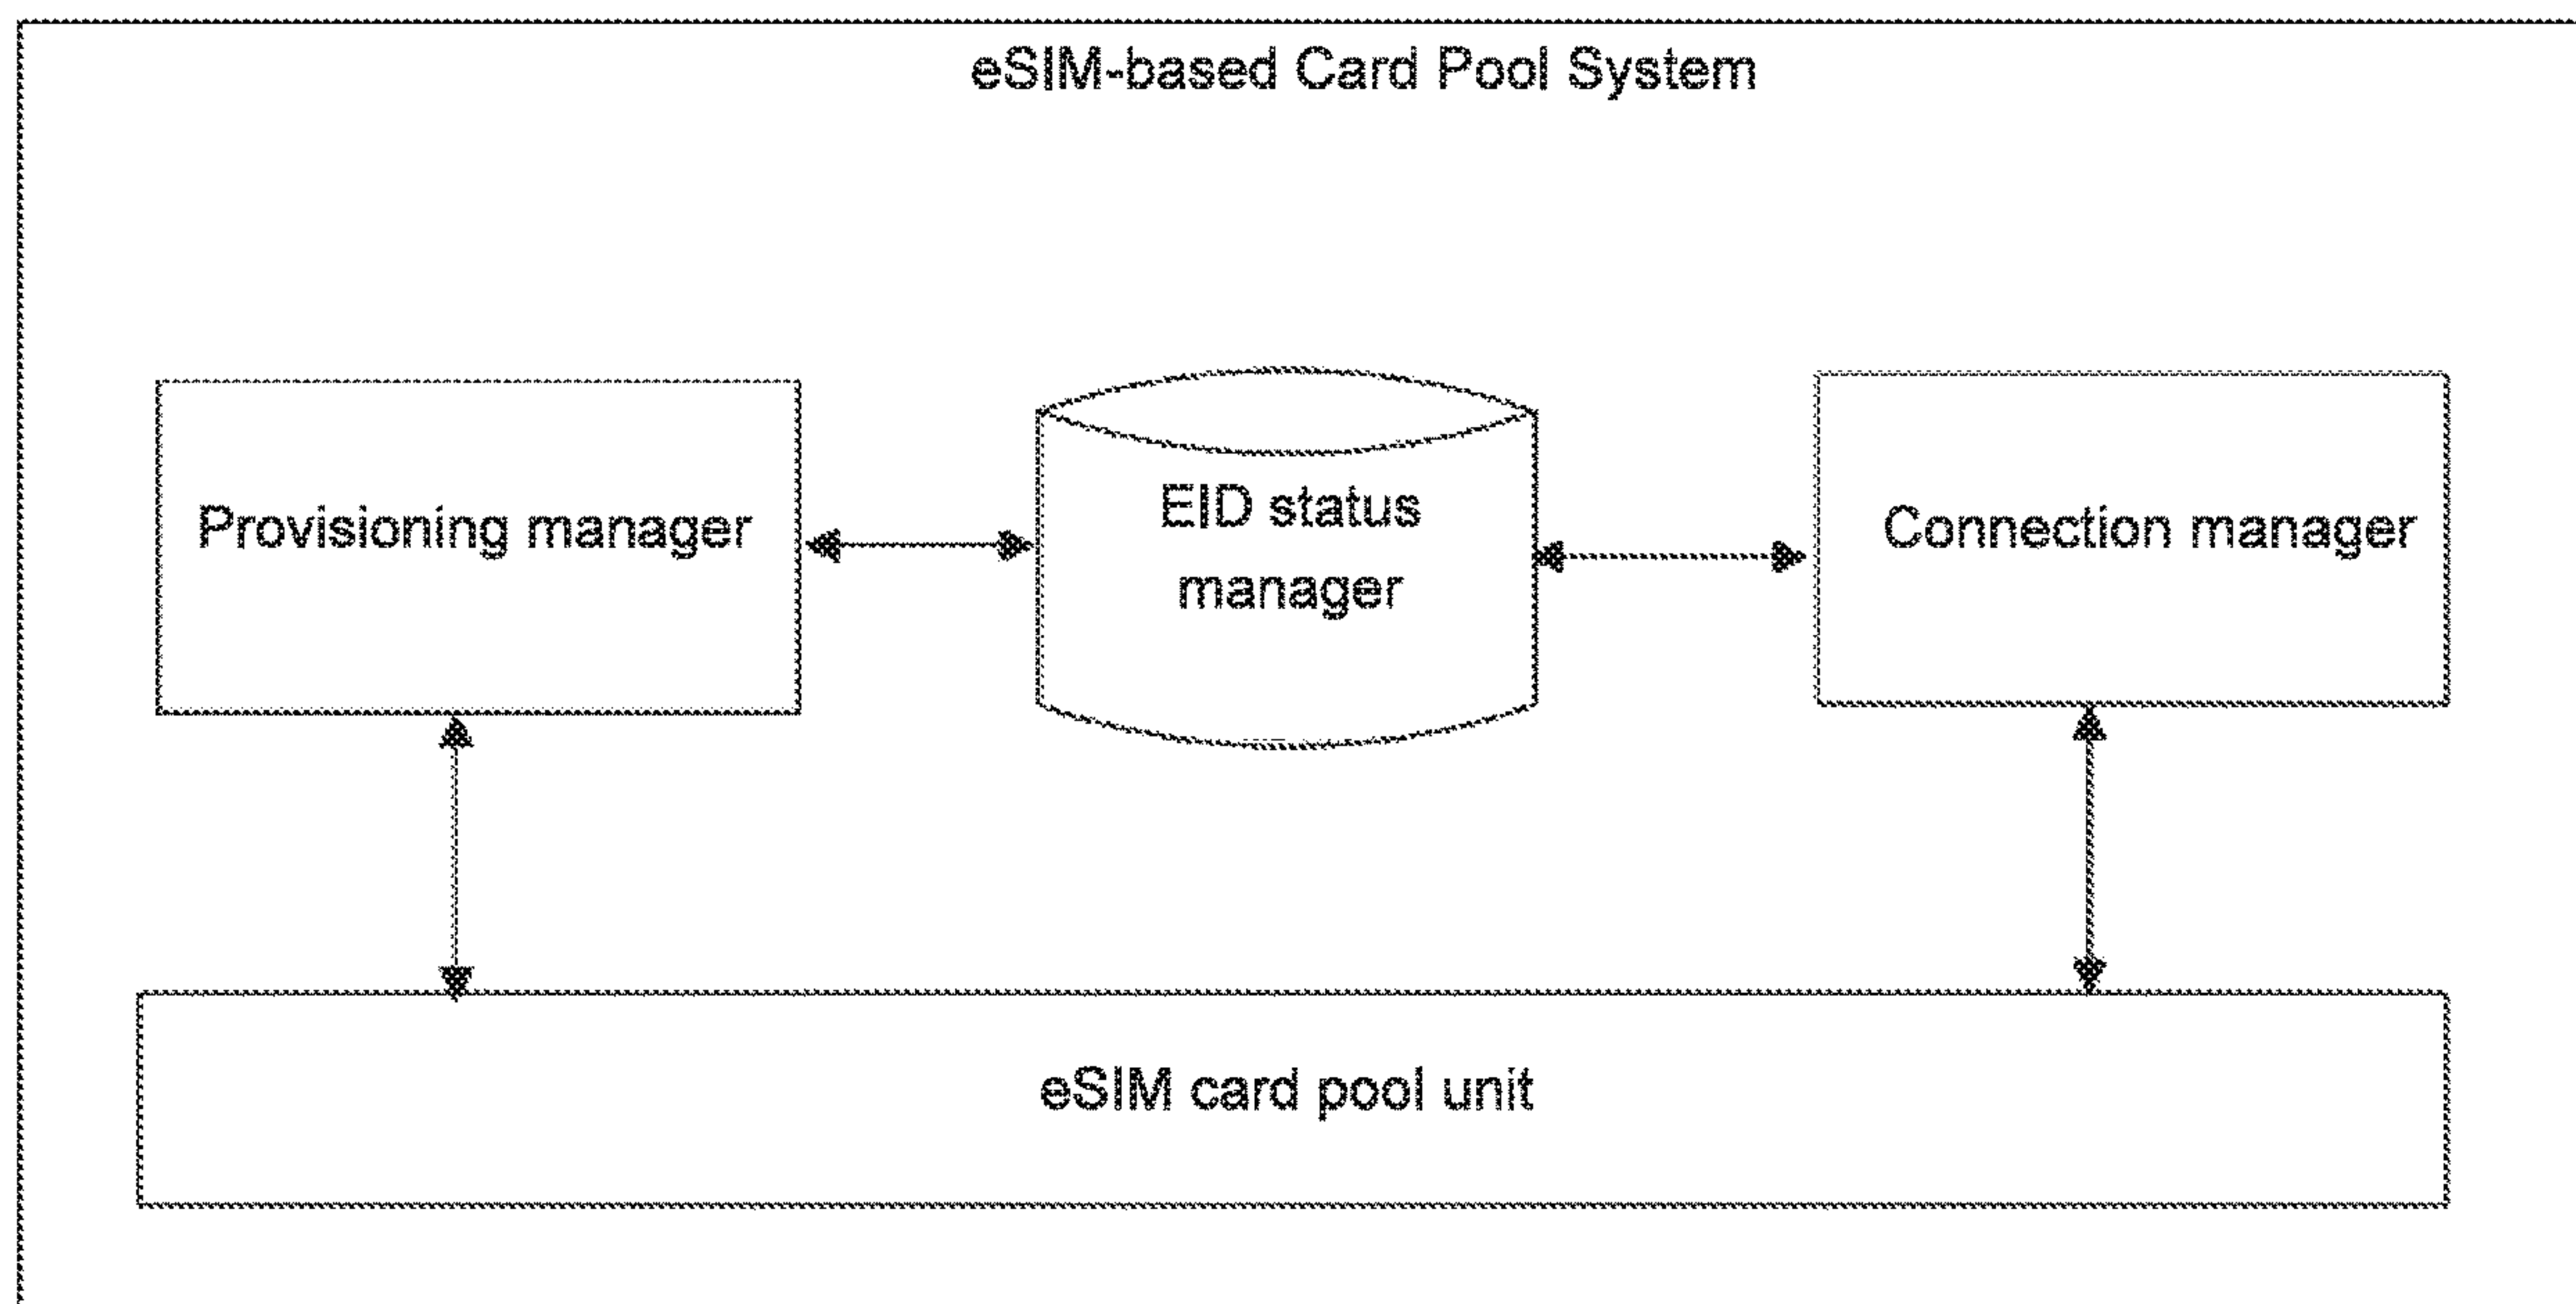 eSIM-based Card Pool System
Provisioning manager
EID status
manager
Connection manager
eSIM card pool unit